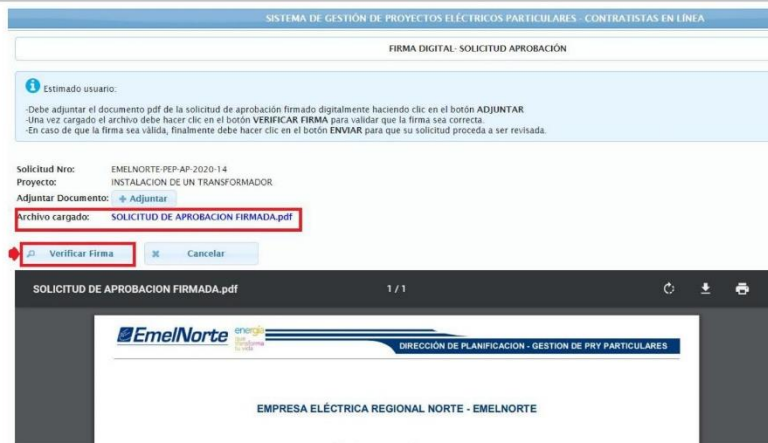 SISTEMA DE GESTIÓN DE PROYECTOS ELÉCTRICOS PARTICULARES - CONTRATISTAS EN LÍNEA
FIRMA DIGITAL- SOLICITUD APROBACIÓN
Estimado usuario:
-Debe adjuntar el documento pdf de la solicitud de aprobación firmado digitalmente haciendo clic en el botón ADJUNTAR
-Una vez cargado el archivo debe hacer clic en el botón VERIFICAR FIRMA para validar que la firma sea correcta.
-En caso de que la firma sea válida, finalmente debe hacer clic en el botón ENVIAR para que su solicitud proceda a ser revisada.
Solicitud Nro: EMELNORTE-PEP-AP-2020-14
Proyecto: INSTALACION DE UN TRANSFORMADOR
Adjuntar Documento: + Adjuntar
Archivo cargado: SOLICITUD DE APROBACION FIRMADA.pdf
Verificar Firma Cancelar
SOLICITUD DE APROBACION FIRMADA.pdf 1 / 1
EmelNorte energía que transforma tu vida
DIRECCIÓN DE PLANIFICACION - GESTION DE PRY PARTICULARES
EMPRESA ELÉCTRICA REGIONAL NORTE - EMELNORTE